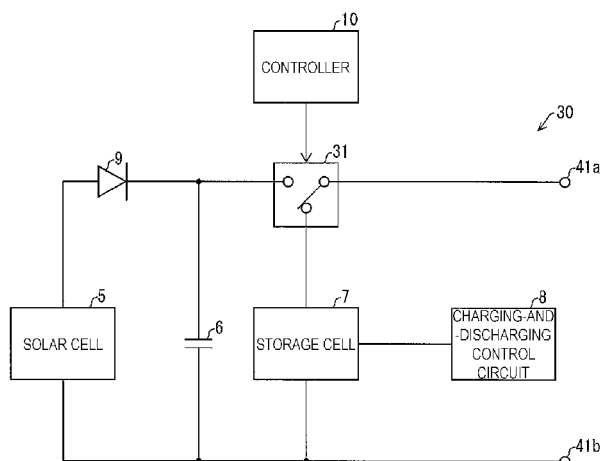 10
CONTROLLER
30
31
41a
9
5
SOLAR CELL
6
7
STORAGE CELL
8
CHARGING-AND
-DISCHARGING
CONTROL
CIRCUIT
41b